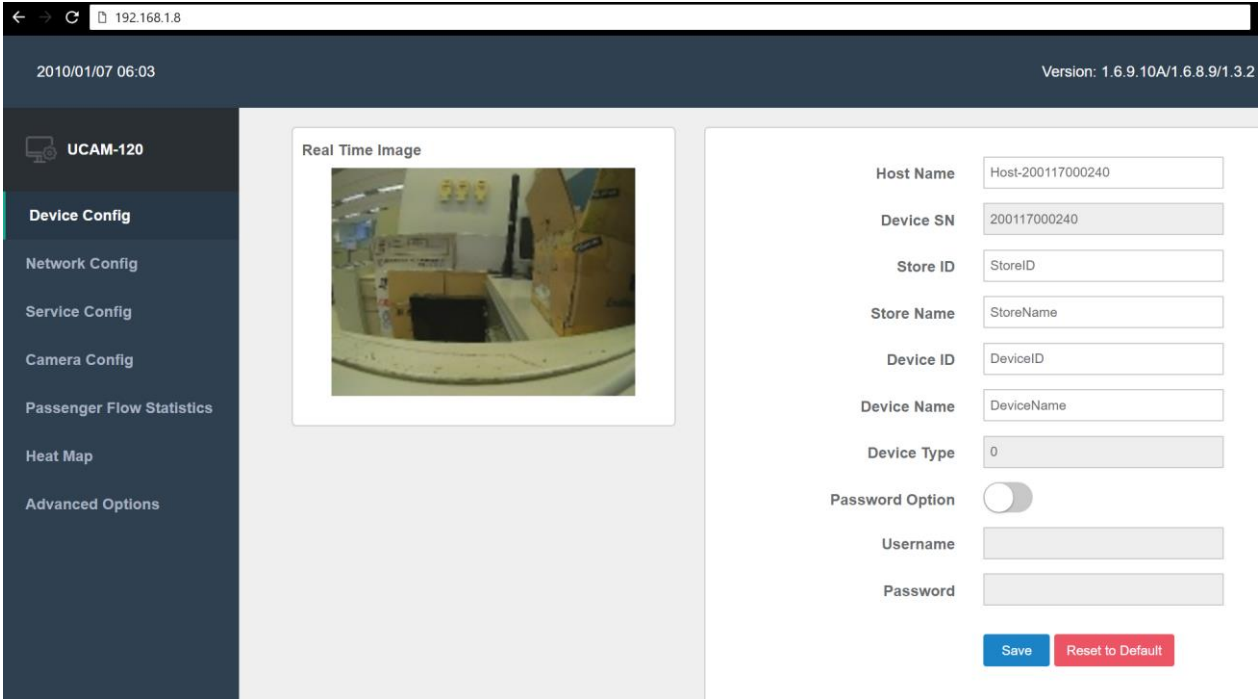 192.168.1.8
2010/01/07 06:03
Version: 1.6.9.10A/1.6.8.9/1.3.2
UCAM-120
Device Config
Network Config
Service Config
Camera Config
Passenger Flow Statistics
Heat Map
Advanced Options
Real Time Image
Host Name Host-200117000240
Device SN 200117000240
Store ID StoreID
Store Name StoreName
Device ID DeviceID
Device Name DeviceName
Device Type 0
Password Option
Username
Password
Save Reset to Default